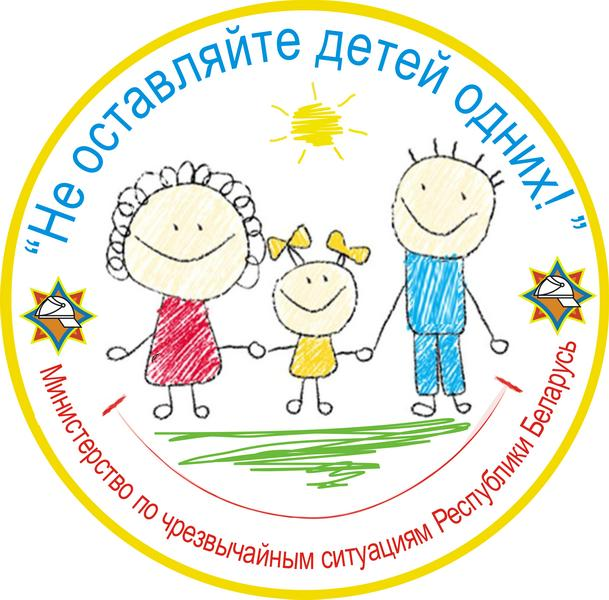 “Не оставляйте детей одних!”
Министерство по чрезвычайным ситуациям Республики Беларусь